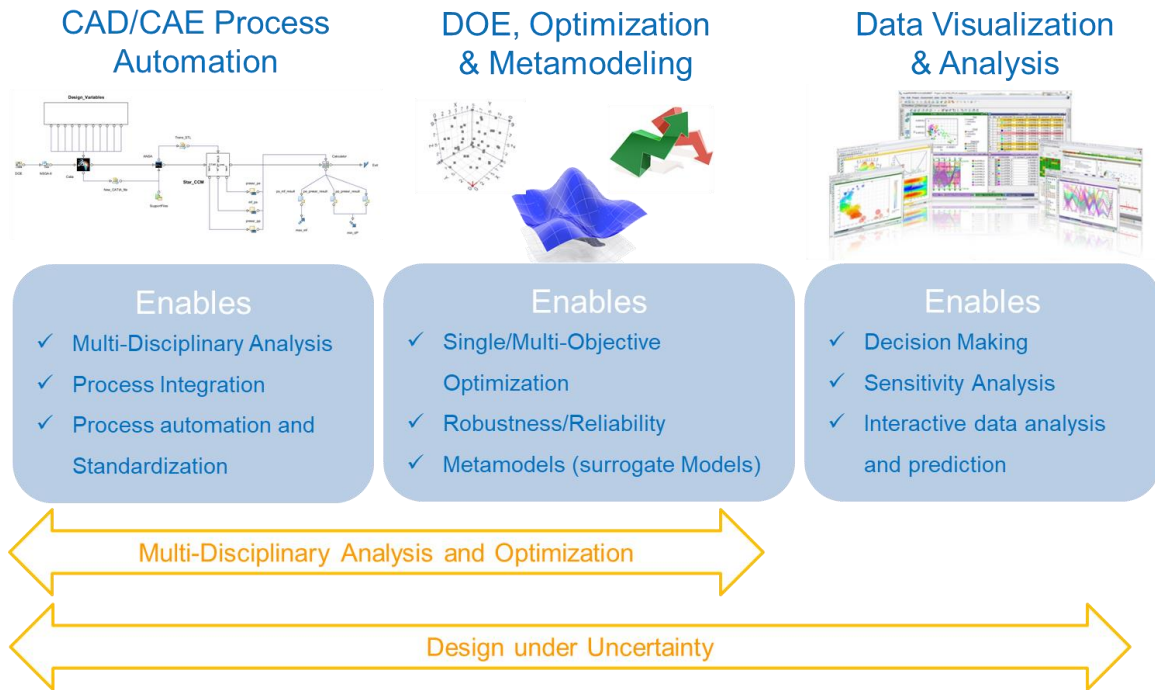 CAD/CAE Process
Automation
DOE, Optimization
& Metamodeling
Data Visualization
& Analysis
Design_Variables
Star_CCM
Enables
Multi-Disciplinary Analysis
Process Integration
Process automation and
Standardization
Enables
Single/Multi-Objective
Optimization
Robustness/Reliability
Metamodels (surrogate Models)
Enables
Decision Making
Sensitivity Analysis
Interactive data analysis
and prediction
Multi-Disciplinary Analysis and Optimization
Design under Uncertainty